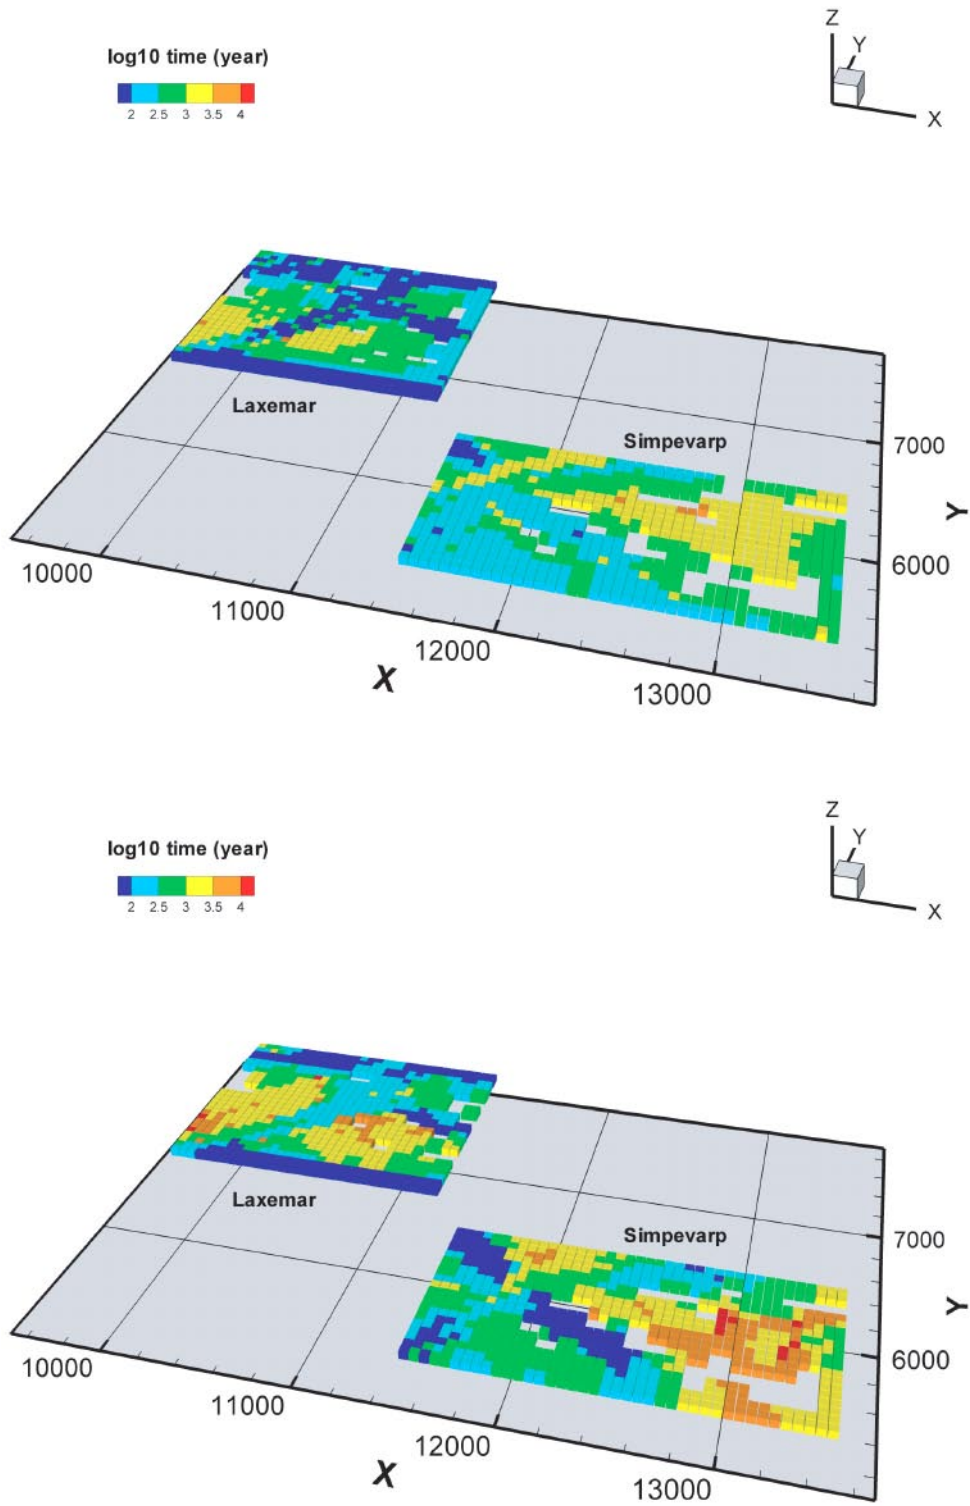 log10 time (year)
2 2.5 3 3.5 4
Z
Y
X
Laxemar
Simpevarp
7000
Y
6000
10000
11000
12000
X
13000
log10 time (year)
2 2.5 3 3.5 4
Z
Y
X
Laxemar
Simpevarp
7000
Y
6000
10000
11000
12000
X
13000